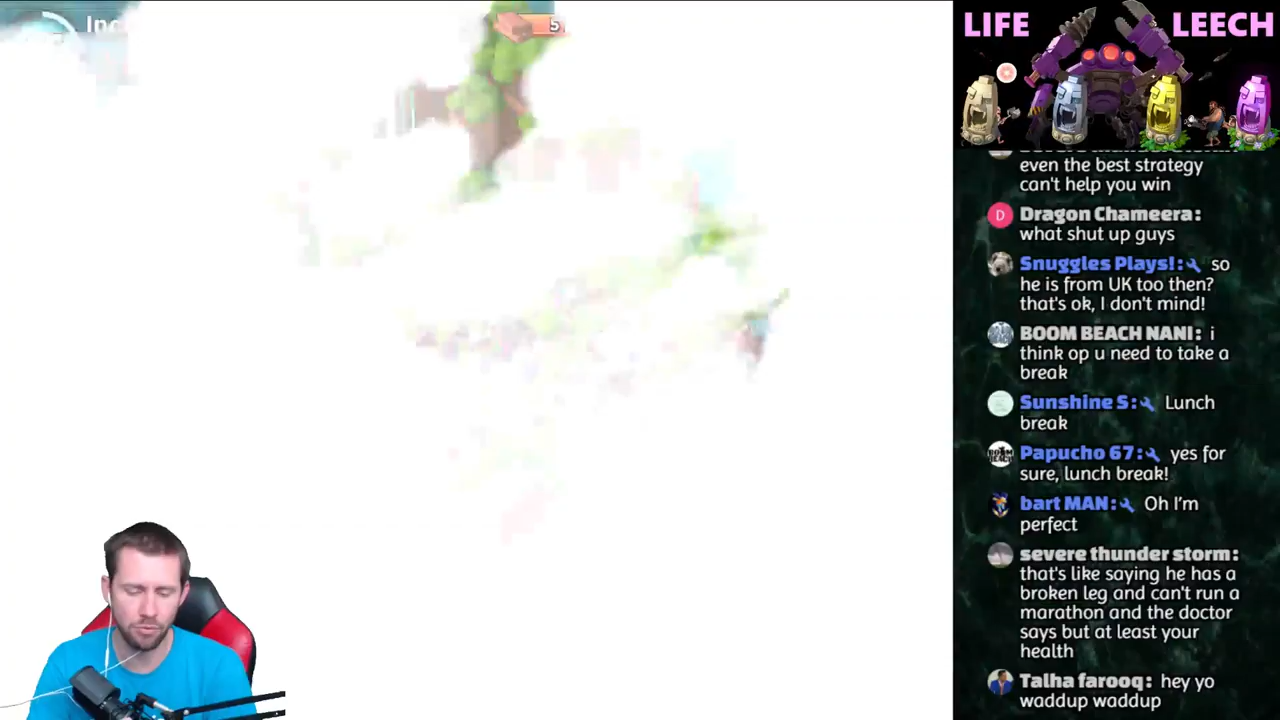 Inc
5
LIFE LEECH
even the best strategy
can't help you win
D
Dragon Chameera:
what shut up guys
Snuggles Plays!: so
he is from UK too then?
that's ok, I don't mind!
BOOM BEACH NANI: i
think op u need to take a
break
Sunshine S: Lunch
break
Papucho 67: yes for
sure, lunch break!
bart MAN: Oh I'm
perfect
severe thunder storm:
that's like saying he has a
broken leg and can't run a
marathon and the doctor
says but at least your
health
Talha farooq: hey yo
waddup waddup